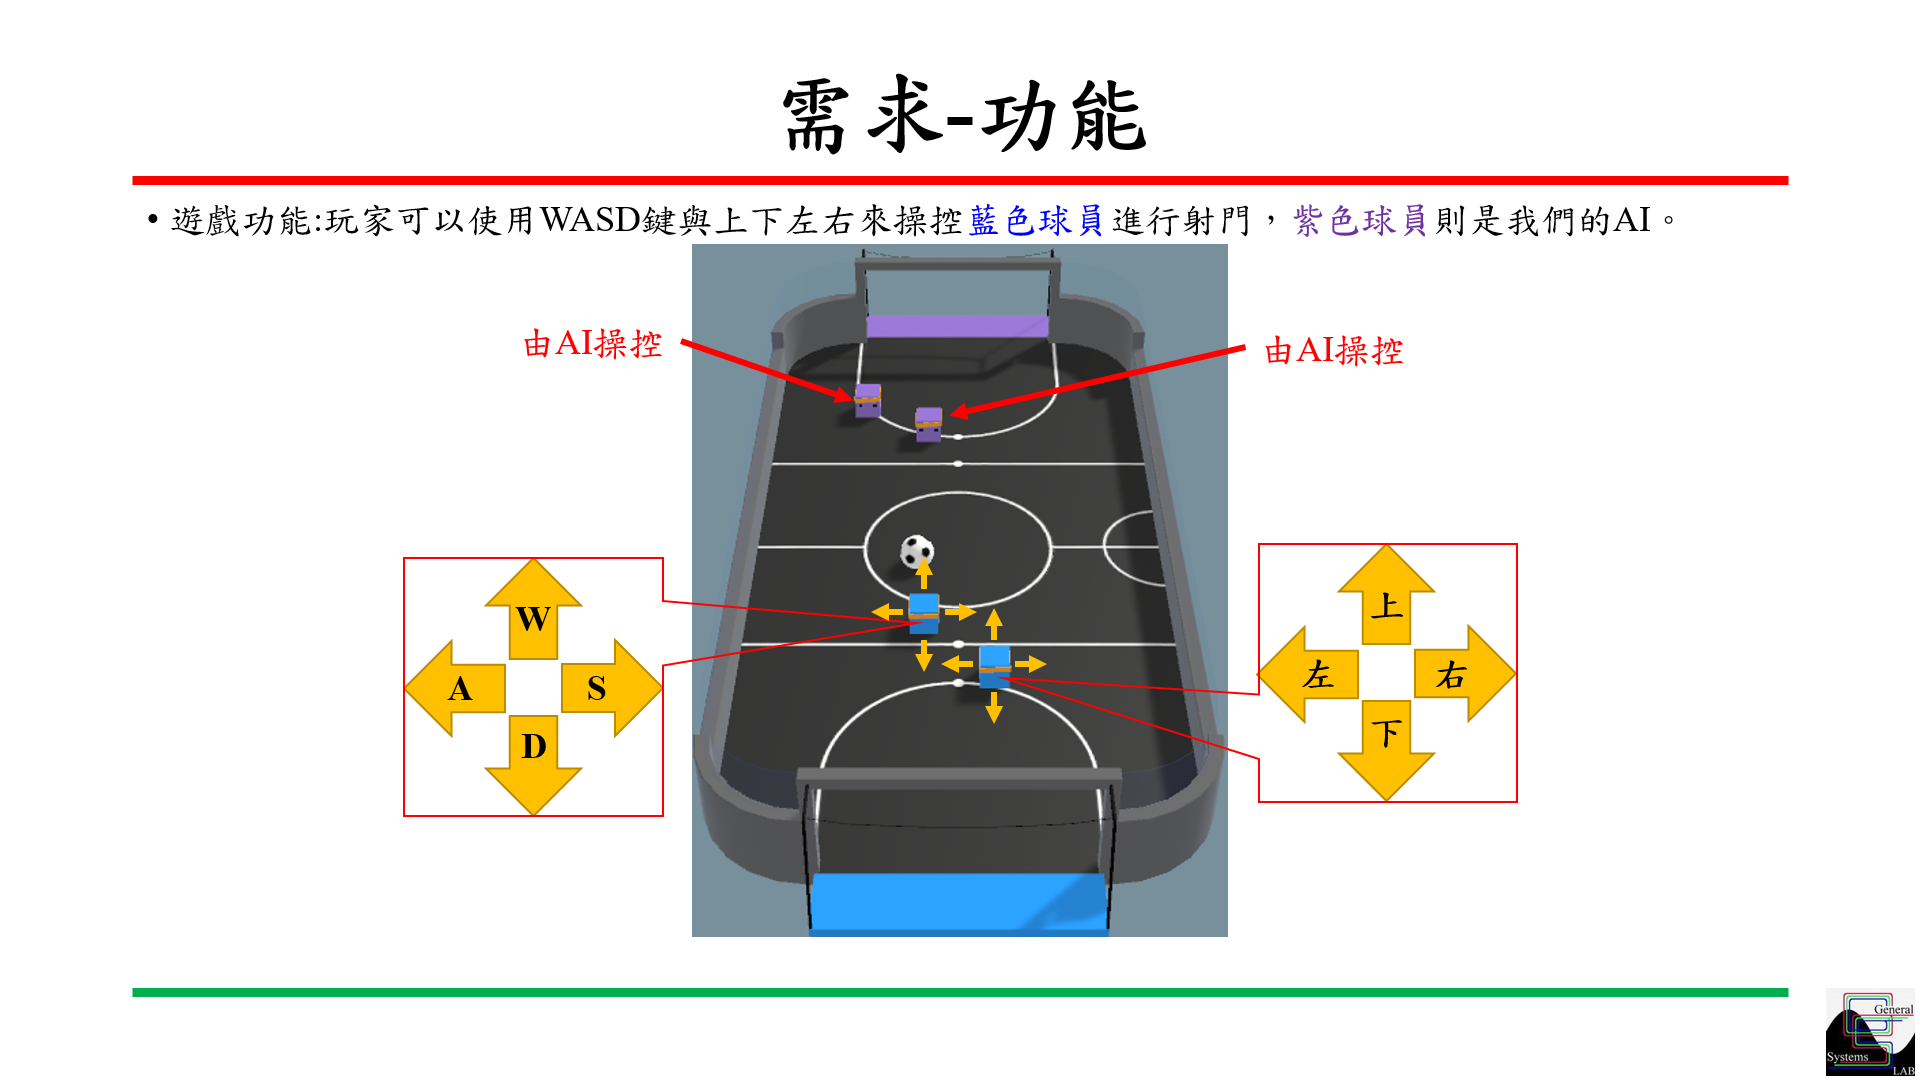 需求-功能
• 遊戲功能:玩家可以使用WASD鍵與上下左右來操控藍色球員進行射門，紫色球員則是我們的AI。
由AI操控
由AI操控
W
A
S
D
上
左
右
下
General
Systems
LAB